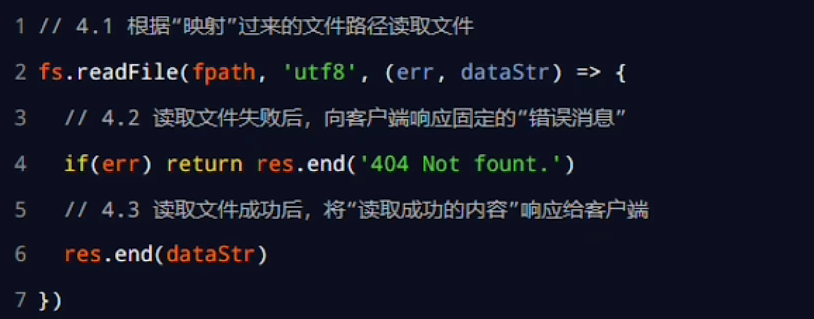 1 // 4.1 根据“映射”过来的文件路径读取文件
2 fs.readFile(fpath, 'utf8', (err, dataStr) => {
3   // 4.2 读取文件失败后，向客户端响应固定的“错误消息”
4   if(err) return res.end('404 Not fount.')
5   // 4.3 读取文件成功后，将“读取成功的内容”响应给客户端
6   res.end(dataStr)
7 })